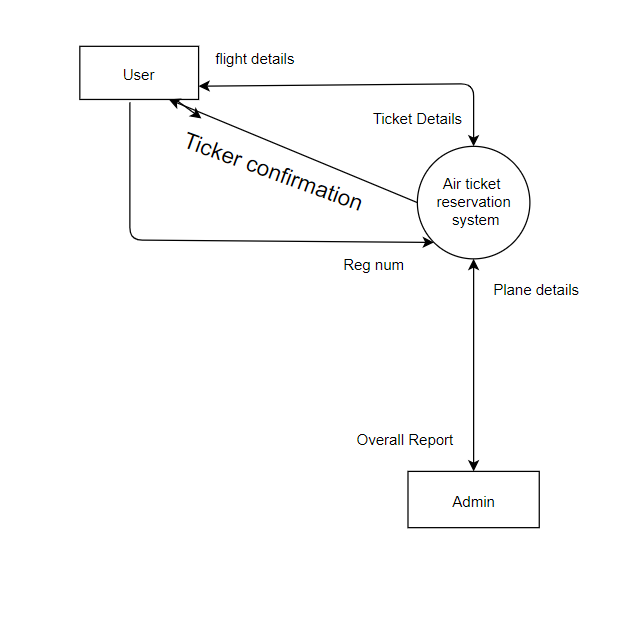 flight details
User
Ticket Details
Ticker confirmation
Air ticket
reservation
system
Reg num
Plane details
Overall Report
Admin